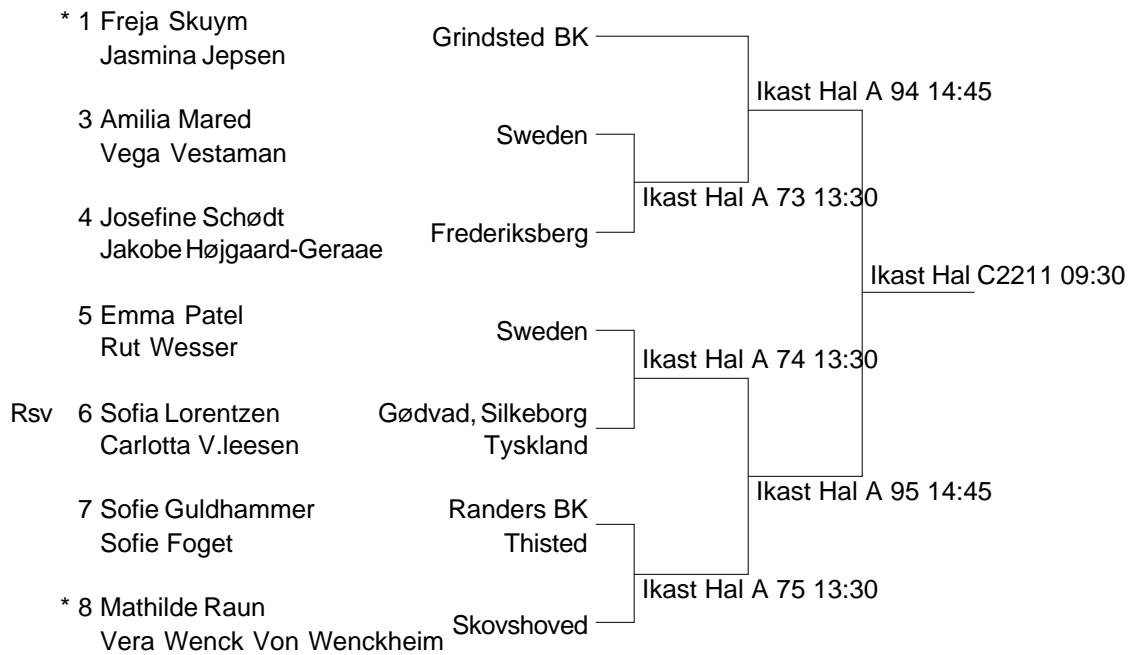 * 1 Freja Skuym
Jasmina Jepsen
Grindsted BK
Ikast Hal A 94 14:45
3 Amilia Mared
Vega Vestaman
Sweden
Ikast Hal A 73 13:30
4 Josefine Schødt
Jakobe Højgaard-Geraae
Frederiksberg
Ikast Hal C2211 09:30
5 Emma Patel
Rut Wesser
Sweden
Ikast Hal A 74 13:30
Rsv 6 Sofia Lorentzen
Carlotta V.leesen
Gødvad, Silkeborg
Tyskland
Ikast Hal A 95 14:45
7 Sofie Guldhammer
Sofie Foget
Randers BK
Thisted
Ikast Hal A 75 13:30
* 8 Mathilde Raun
Vera Wenck Von Wenckheim
Skovshoved